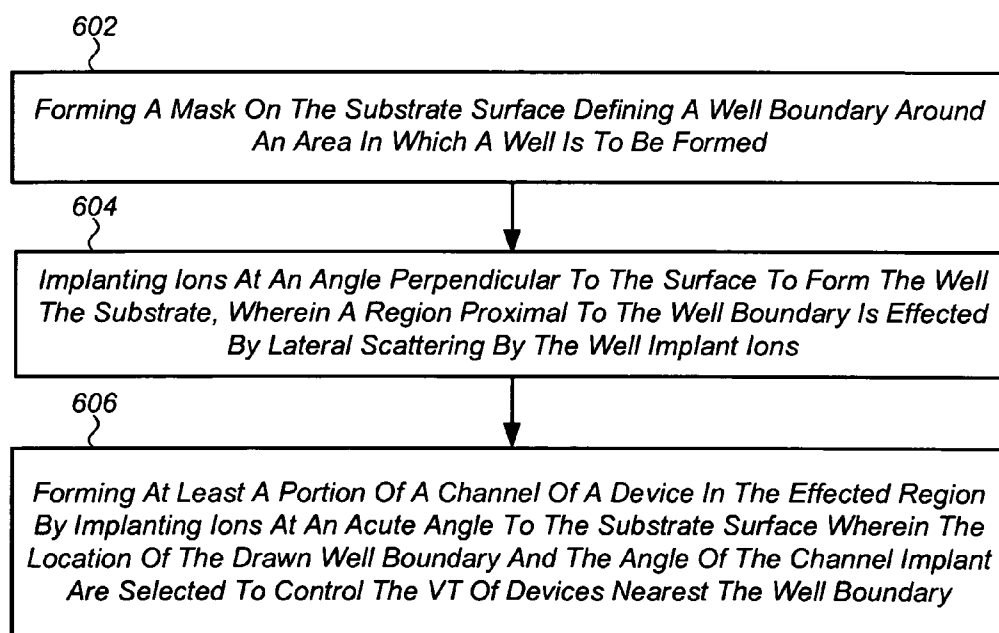 602
Forming A Mask On The Substrate Surface Defining A Well Boundary Around
An Area In Which A Well Is To Be Formed
604
Implanting Ions At An Angle Perpendicular To The Surface To Form The Well
The Substrate, Wherein A Region Proximal To The Well Boundary Is Effected
By Lateral Scattering By The Well Implant Ions
606
Forming At Least A Portion Of A Channel Of A Device In The Effected Region
By Implanting Ions At An Acute Angle To The Substrate Surface Wherein The
Location Of The Drawn Well Boundary And The Angle Of The Channel Implant
Are Selected To Control The VT Of Devices Nearest The Well Boundary